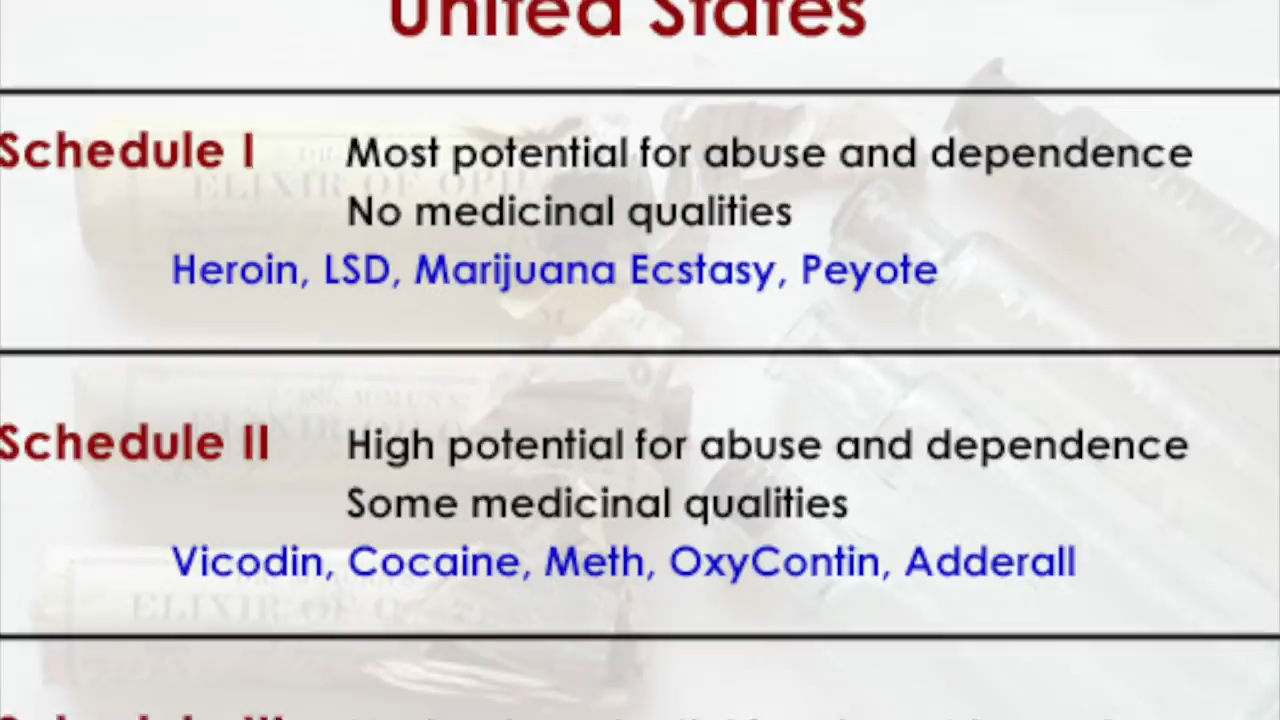 United States
Schedule I Most potential for abuse and dependence
No medicinal qualities
Heroin, LSD, Marijuana Ecstasy, Peyote
Schedule II High potential for abuse and dependence
Some medicinal qualities
Vicodin, Cocaine, Meth, OxyContin, Adderall